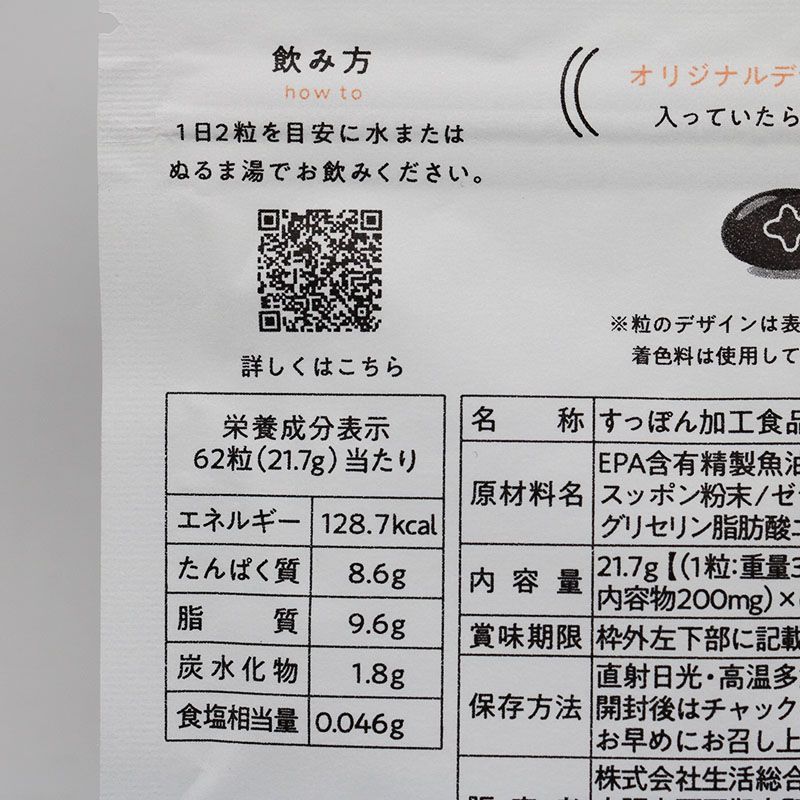 飲み方
how to
1日2粒を目安に水または
ぬるま湯でお飲みください。
詳しくはこちら
オリジナルデ
入っていたら
※粒のデザインは表
着色料は使用して
栄養成分表示
62粒(21.7g)当たり
エネルギー 128.7kcal
たんぱく質 8.6g
脂質 9.6g
炭水化物 1.8g
食塩相当量 0.046g
名称 すっぽん加工食品
原材料名 EPA含有精製魚油
スッポン粉末/ゼ
グリセリン脂肪酸エ
内容量 21.7g【(1粒:重量3
内容物200mg)×
賞味期限 枠外左下部に記載
保存方法 直射日光・高温多
開封後はチャック
お早めにお召し上
株式会社生活総合